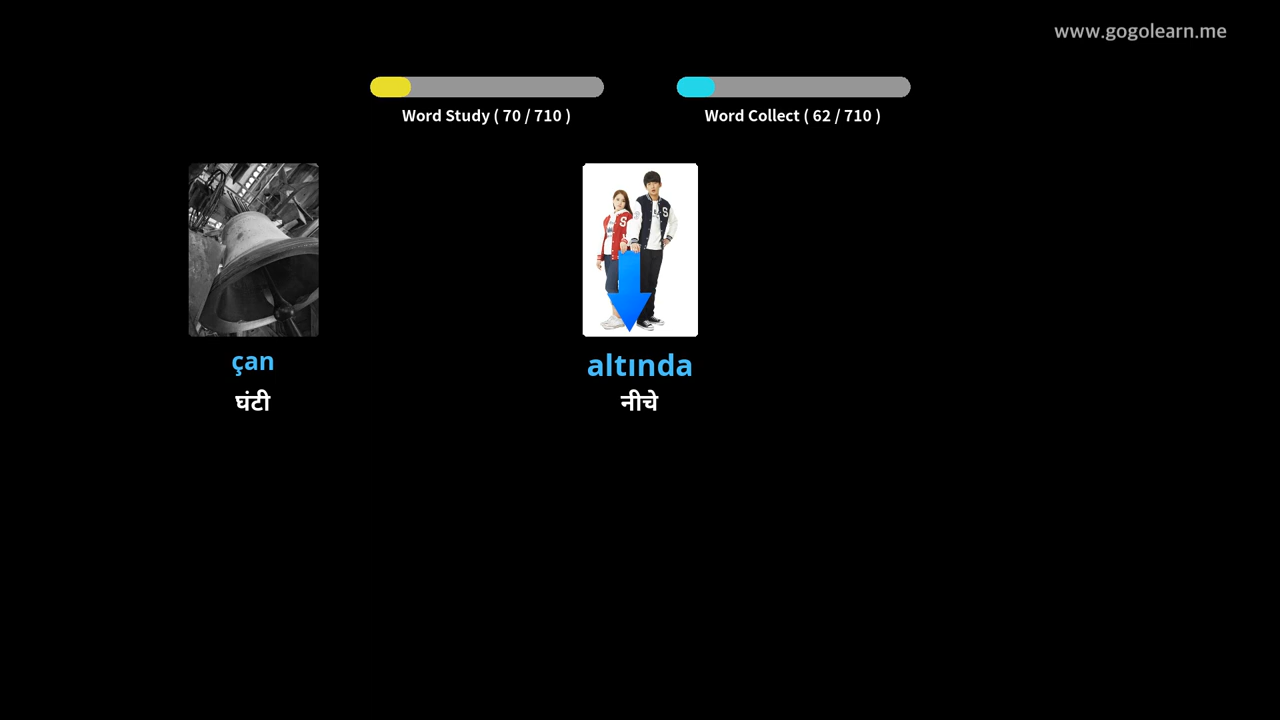 www.gogolearn.me
Word Study ( 70 / 710 )
Word Collect ( 62 / 710 )
çan
घंटी
altında
नीचे